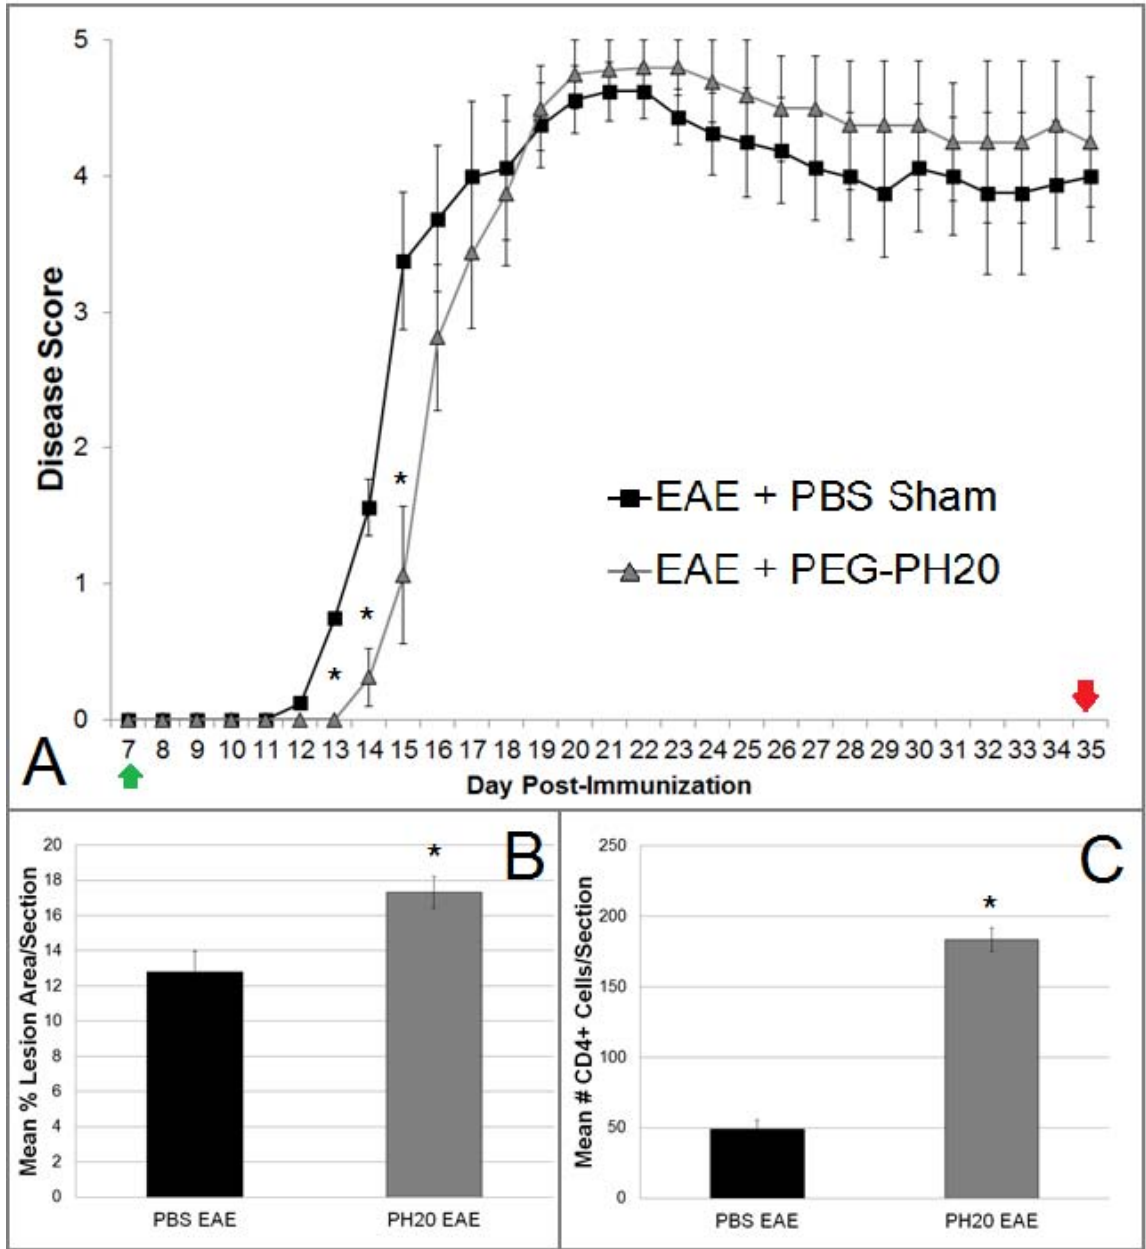 5
4
3
2
1
0
Disease Score
*
*
*
EAE + PBS Sham
EAE + PEG-PH20
7 8 9 10 11 12 13 14 15 16 17 18 19 20 21 22 23 24 25 26 27 28 29 30 31 32 33 34 35
Day Post-Immunization
A
20
18
16
14
12
10
8
6
4
2
0
Mean % Lesion Area/Section
*
B
PBS EAE PH20 EAE
250
200
150
100
50
0
Mean # CD4+ Cells/Section
*
C
PBS EAE PH20 EAE